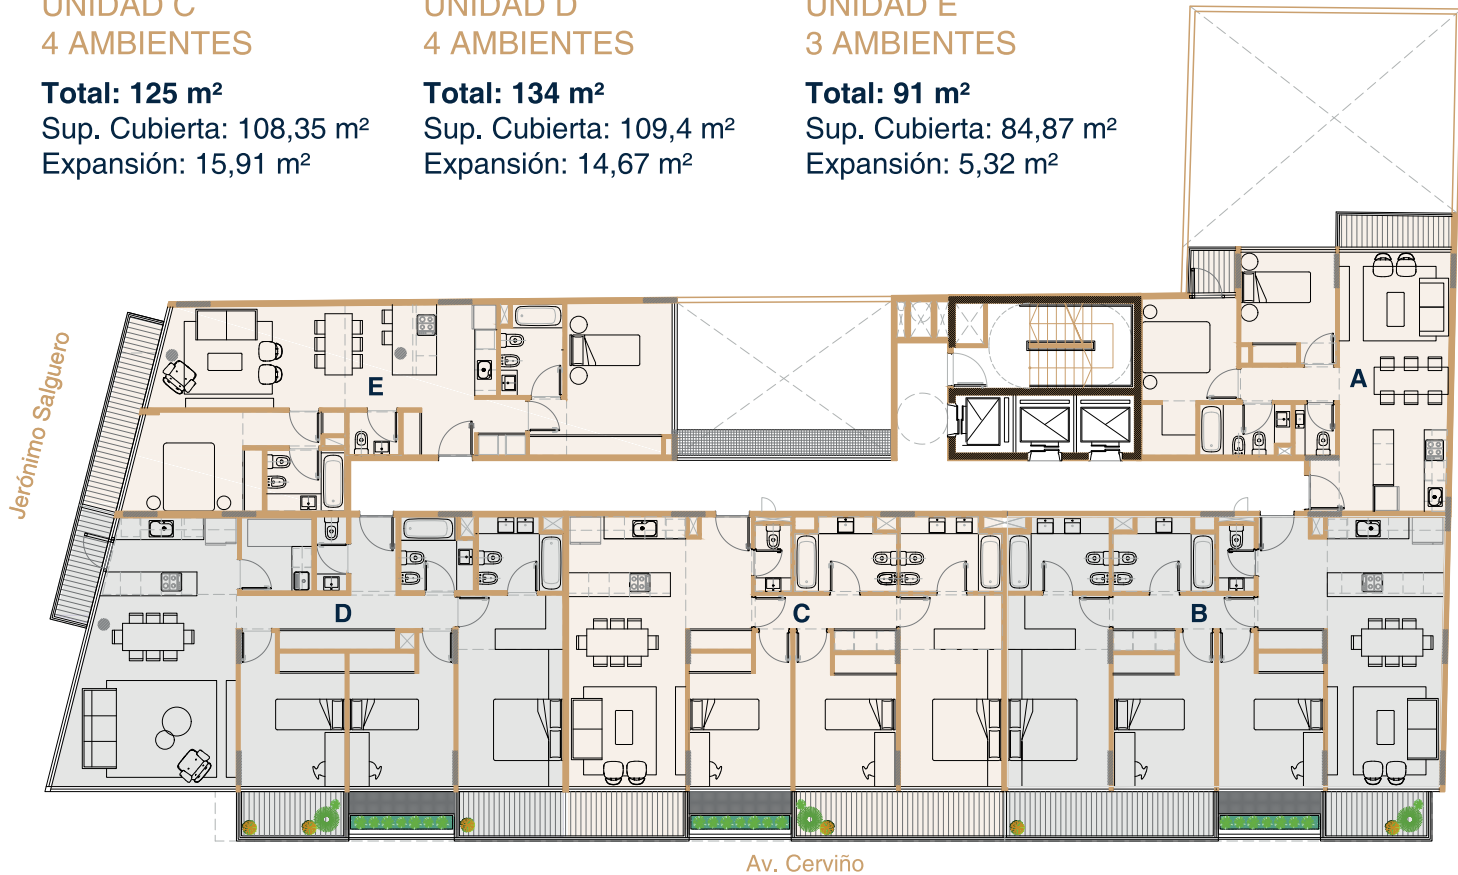 UNIDAD C
4 AMBIENTES
Total: 125 m²
Sup. Cubierta: 108,35 m²
Expansión: 15,91 m²
UNIDAD D
4 AMBIENTES
Total: 134 m²
Sup. Cubierta: 109,4 m²
Expansión: 14,67 m²
UNIDAD E
3 AMBIENTES
Total: 91 m²
Sup. Cubierta: 84,87 m²
Expansión: 5,32 m²
Jerónimo Salguero
E
A
D
C
B
Av. Cerviño